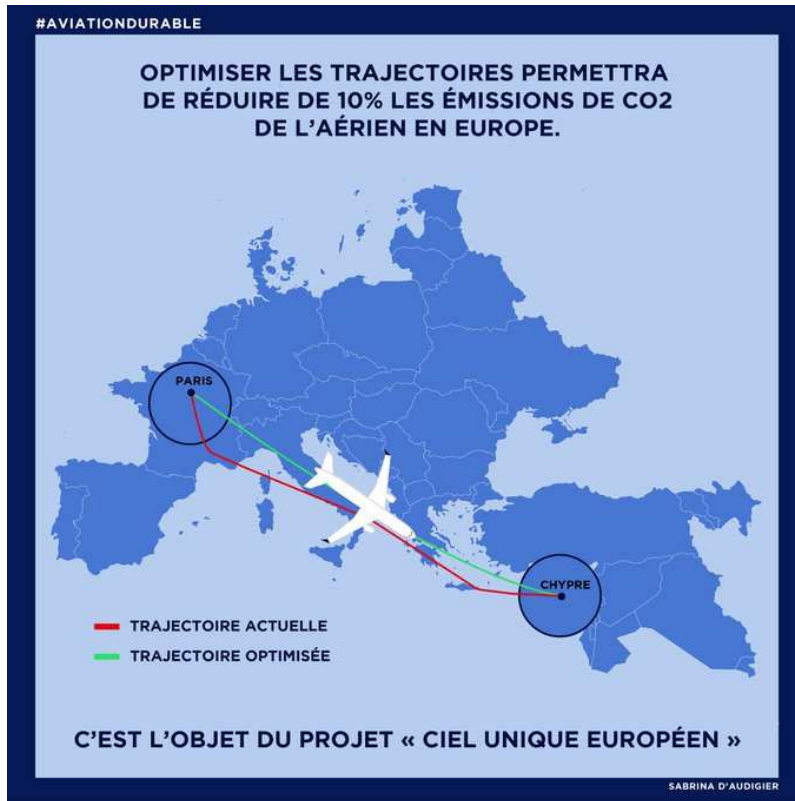 #AVIATIONDURABLE
OPTIMISER LES TRAJECTOIRES PERMETTRA
DE RÉDUIRE DE 10% LES ÉMISSIONS DE CO2
DE L'AÉRIEN EN EUROPE.
PARIS
CHYPRE
TRAJECTOIRE ACTUELLE
TRAJECTOIRE OPTIMISÉE
C'EST L'OBJET DU PROJET « CIEL UNIQUE EUROPÉEN »
SABRINA D'AUDIGIER